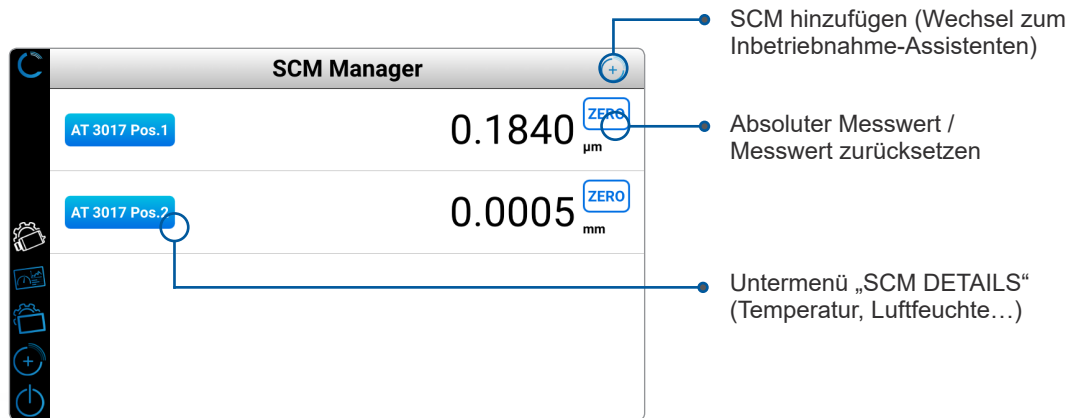 SCM hinzufügen (Wechsel zum
Inbetriebnahme-Assistenten)
SCM Manager
AT 3017 Pos.1
0.1840
ZERO
µm
Absoluter Messwert /
Messwert zurücksetzen
AT 3017 Pos.2
0.0005
ZERO
mm
Untermenü „SCM DETAILS“
(Temperatur, Luftfeuchte…)